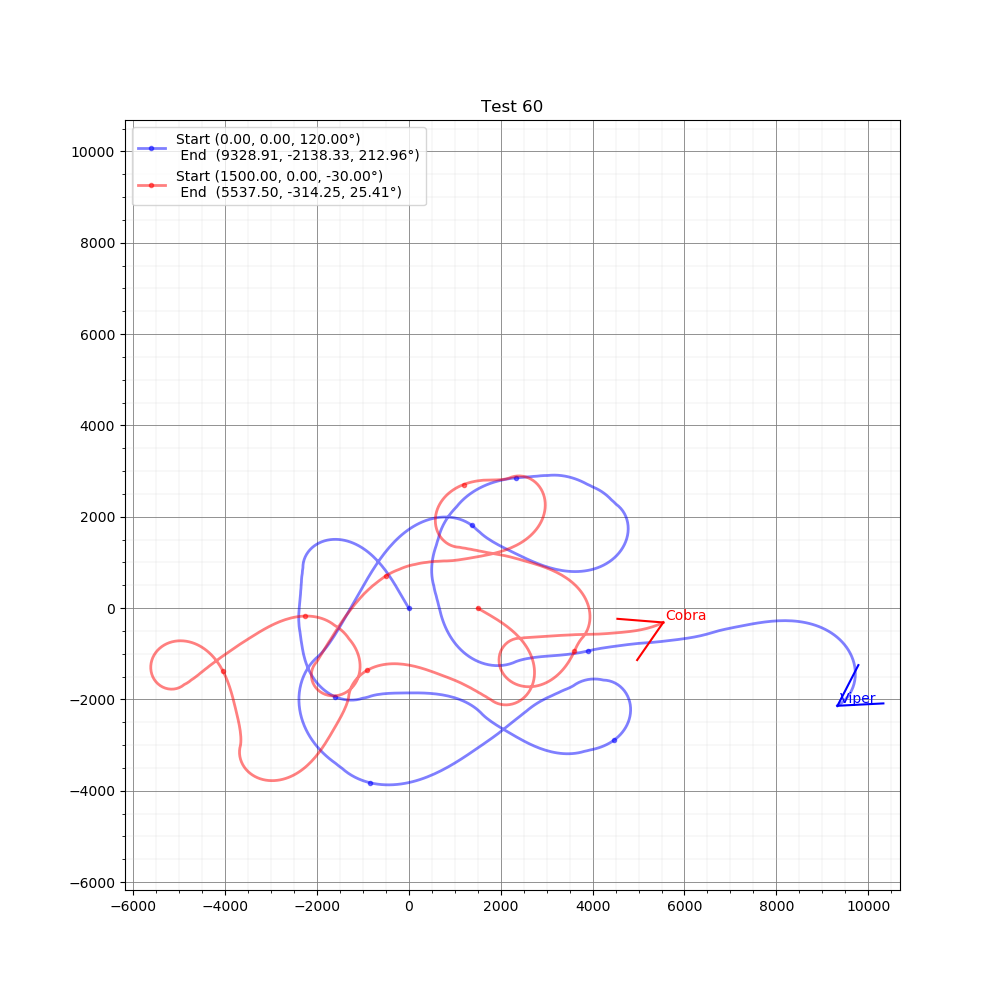 Test 60
Start (0.00, 0.00, 120.00°)
End  (9328.91, -2138.33, 212.96°)
Start (1500.00, 0.00, -30.00°)
End  (5537.50, -314.25, 25.41°)
10000
8000
6000
4000
2000
0
−2000
−4000
−6000
Cobra
Viper
−6000 −4000 −2000 0 2000 4000 6000 8000 10000